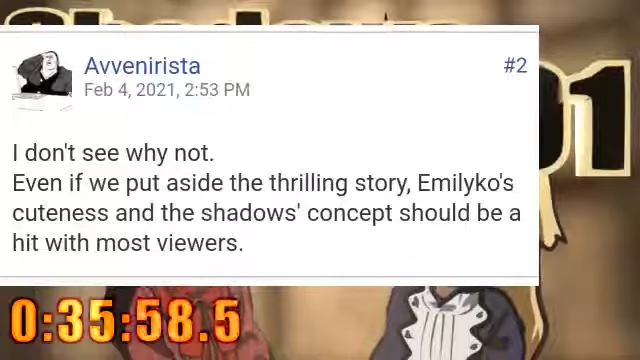 Avvenirista
#2
Feb 4, 2021, 2:53 PM
I don't see why not.
Even if we put aside the thrilling story, Emilyko's
cuteness and the shadows' concept should be a
hit with most viewers.
0:35:58.5